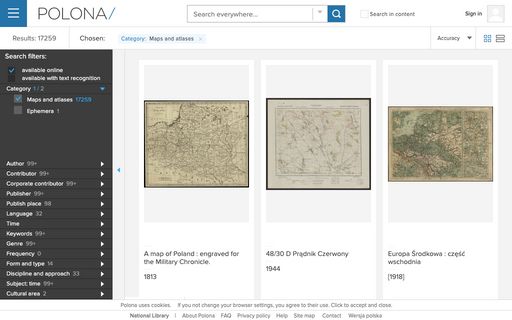 POLONA/
Search everywhere...
Search in content
Sign in
Results: 17259
Chosen:
Category: Maps and atlases ×
Accuracy
Search filters:
available online
available with text recognition
Category 1 / 2
Maps and atlases 17259
Ephemera 1
Author 99+
Contributor 99+
Corporate contributor 99+
Publisher 99+
Publish place 98
Language 32
Time
Keywords 99+
Genre 99+
Frequency 0
Form and type 14
Discipline and approach 33
Subject: time 99+
Cultural area 2
A map of Poland : engraved for
the Military Chronicle.
1813
48/30 D Prądnik Czerwony
1944
Europa Środkowa : część
wschodnia
[1918]
Polona uses cookies. If you not change your browser settings, you agree to their use. Click to accept and close.
National Library | About Polona FAQ Privacy policy Help Site map Contact Wersja polska